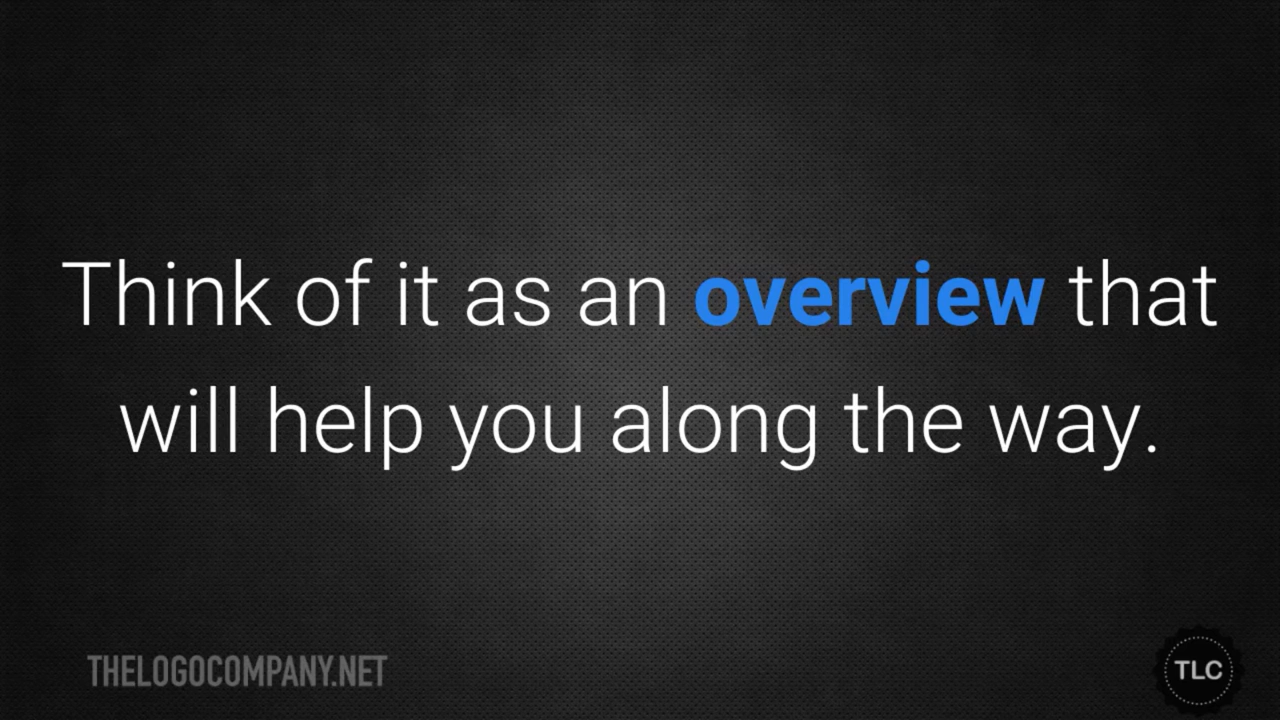 Think of it as an overview that
will help you along the way.
THELOGOCOMPANY.NET
TLC